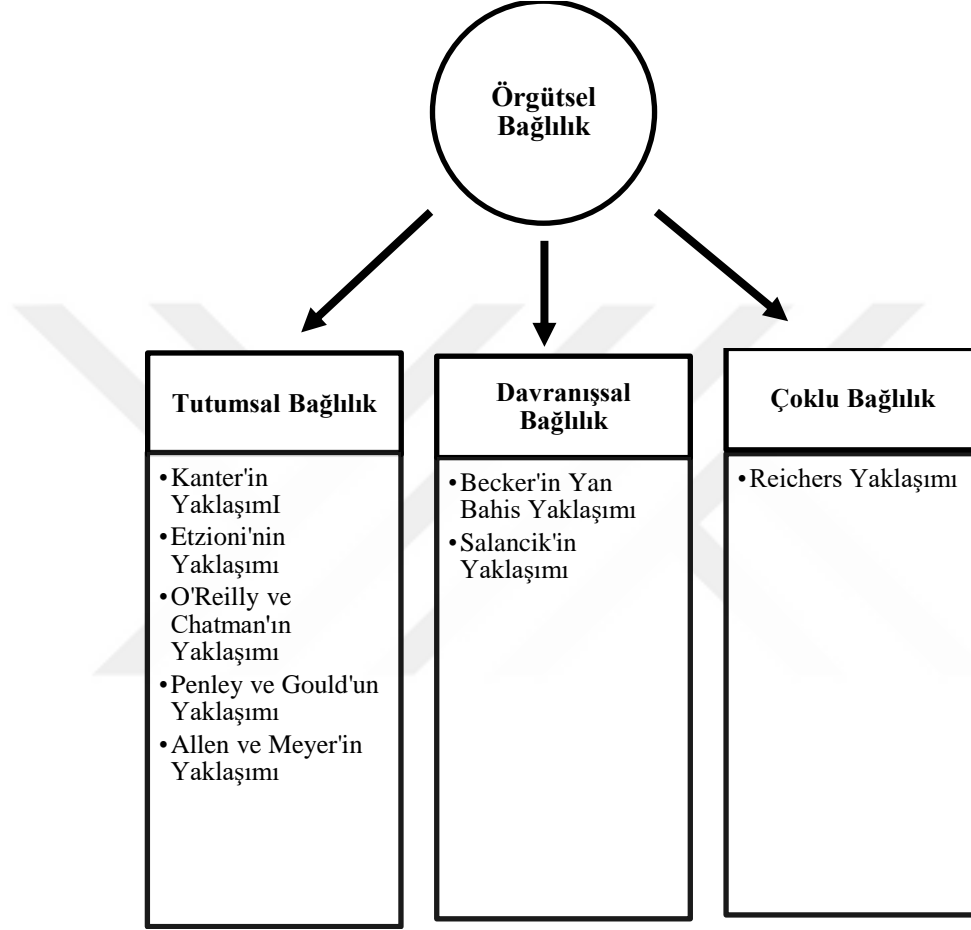 Örgütsel
Bağlılık
Tutumsal Bağlılık
•Kanter'in
YaklaşımI
•Etzioni'nin
Yaklaşımı
•O'Reilly ve
Chatman'ın
Yaklaşımı
•Penley ve Gould'un
Yaklaşımı
•Allen ve Meyer'in
Yaklaşımı
Davranışsal
Bağlılık
•Becker'in Yan
Bahis Yaklaşımı
•Salancik'in
Yaklaşımı
Çoklu Bağlılık
•Reichers Yaklaşımı